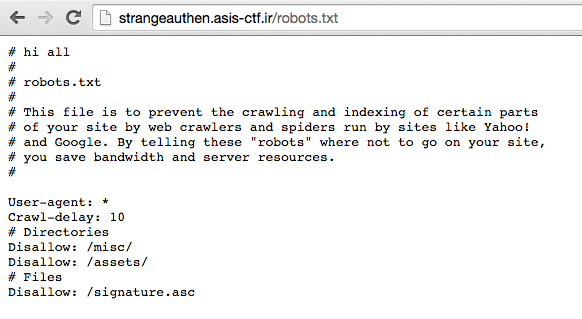 strangeauthen.asis-ctf.ir/robots.txt
# hi all
#
# robots.txt
#
# This file is to prevent the crawling and indexing of certain parts
# of your site by web crawlers and spiders run by sites like Yahoo!
# and Google. By telling these "robots" where not to go on your site,
# you save bandwidth and server resources.
#
User-agent: *
Crawl-delay: 10
# Directories
Disallow: /misc/
Disallow: /assets/
# Files
Disallow: /signature.asc